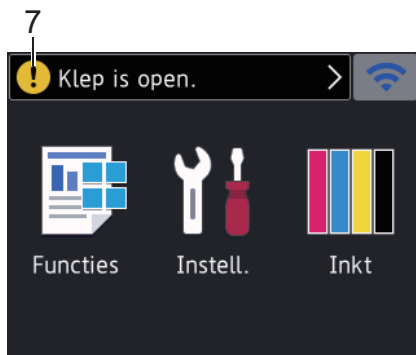 7
! Klep is open. >
Functies Instell. Inkt